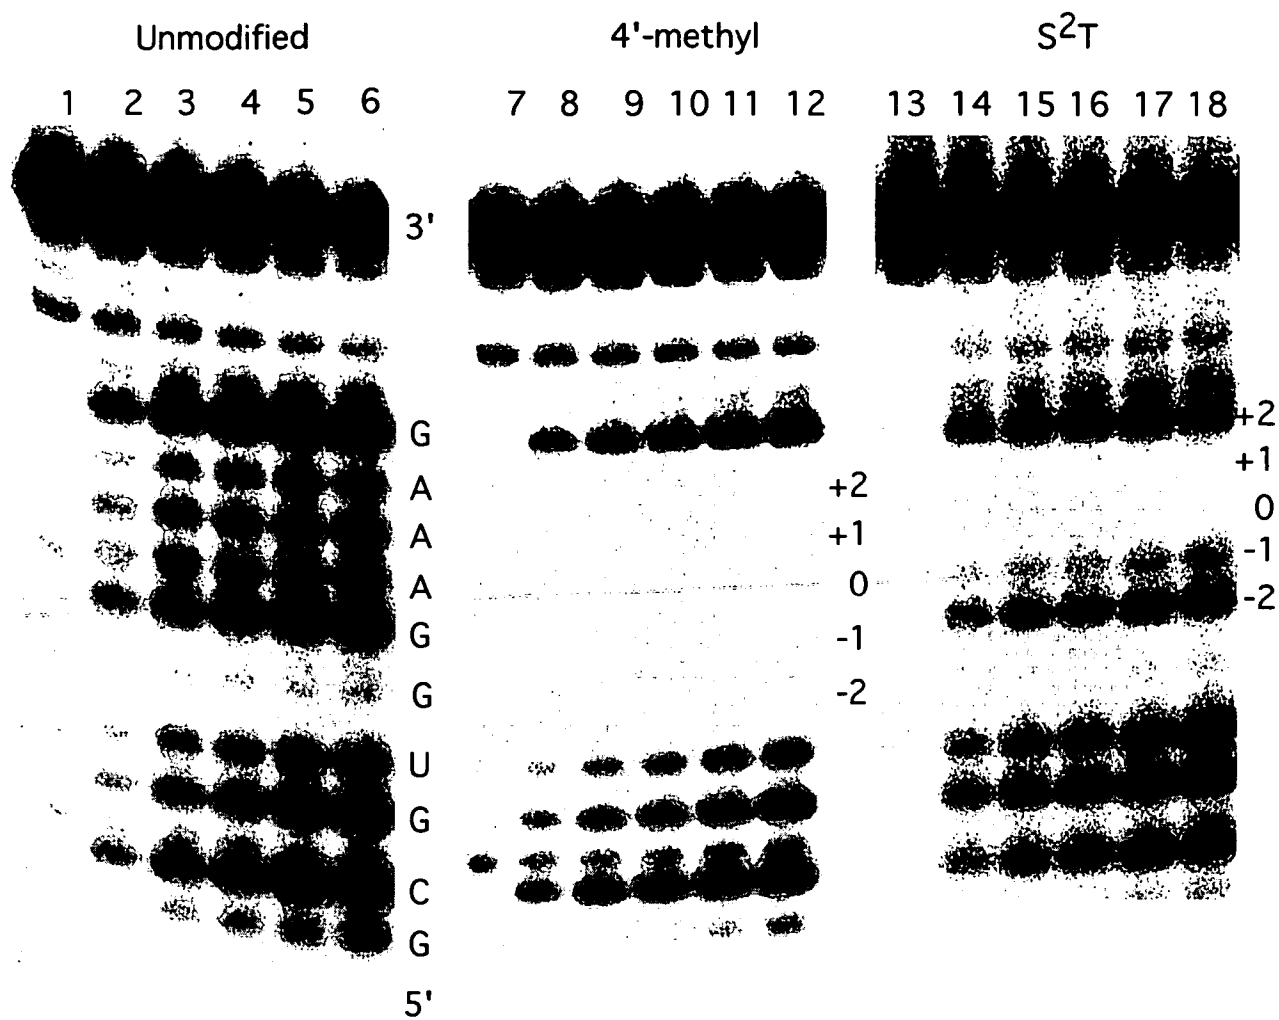 Unmodified 4'-methyl S²T
1 2 3 4 5 6 7 8 9 10 11 12 13 14 15 16 17 18
3'
G +2
A +2 +1
A +1 0
A 0 -1
G -1 -2
G -2
U
G
C
G
5'